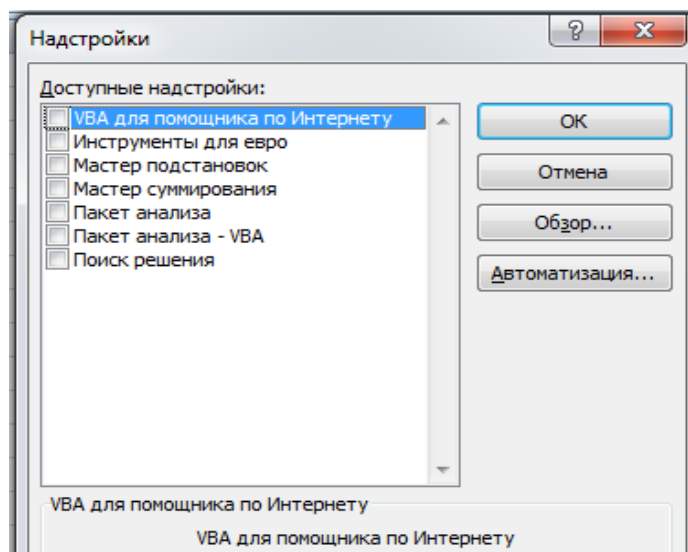 Надстройки
Доступные надстройки:
VBA для помощника по Интернету
Инструменты для евро
Мастер подстановок
Мастер суммирования
Пакет анализа
Пакет анализа - VBA
Поиск решения
ОК
Отмена
Обзор...
Автоматизация...
VBA для помощника по Интернету
VBA для помощника по Интернету